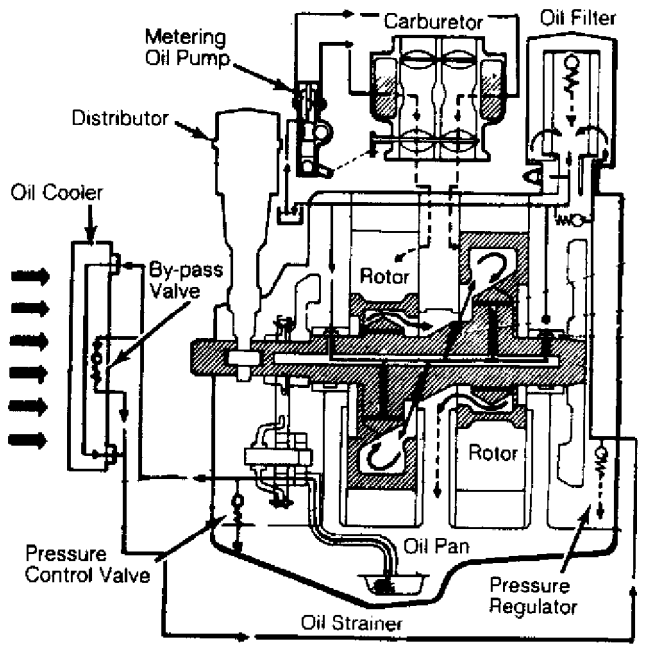 Carburetor
Oil Filter
Metering
Oil Pump
Distributor
Oil Cooler
By-pass
Valve
Rotor
Rotor
Oil Pan
Pressure
Control Valve
Pressure
Regulator
Oil Strainer